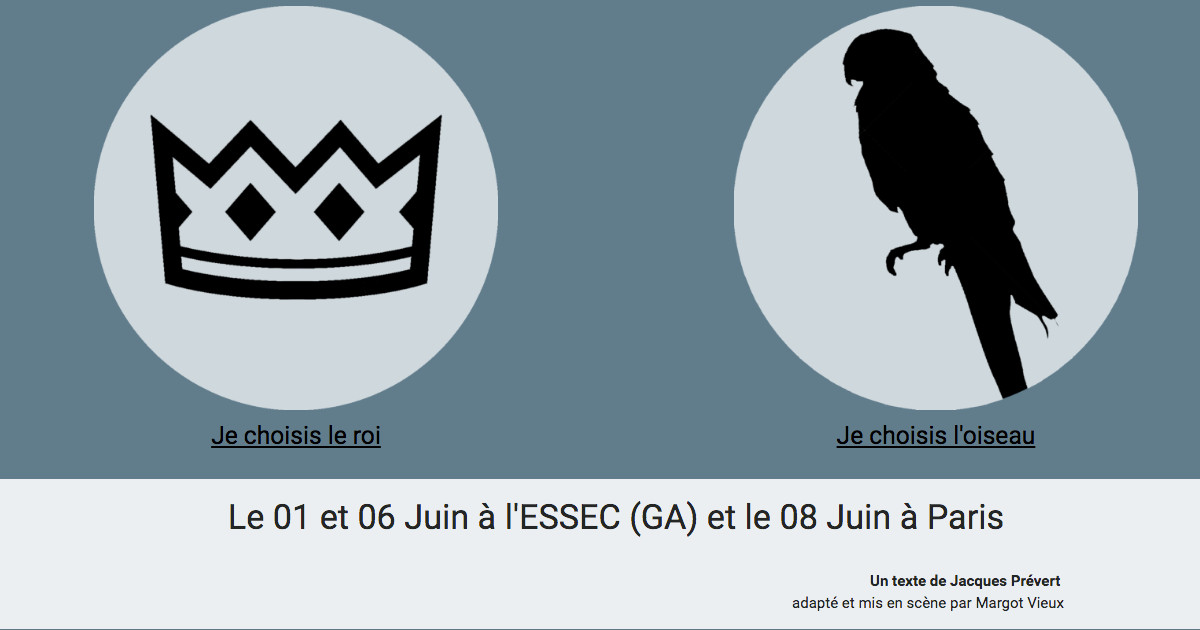 Je choisis le roi
Je choisis l'oiseau
Le 01 et 06 Juin à l'ESSEC (GA) et le 08 Juin à Paris
Un texte de Jacques Prévert
adapté et mis en scène par Margot Vieux